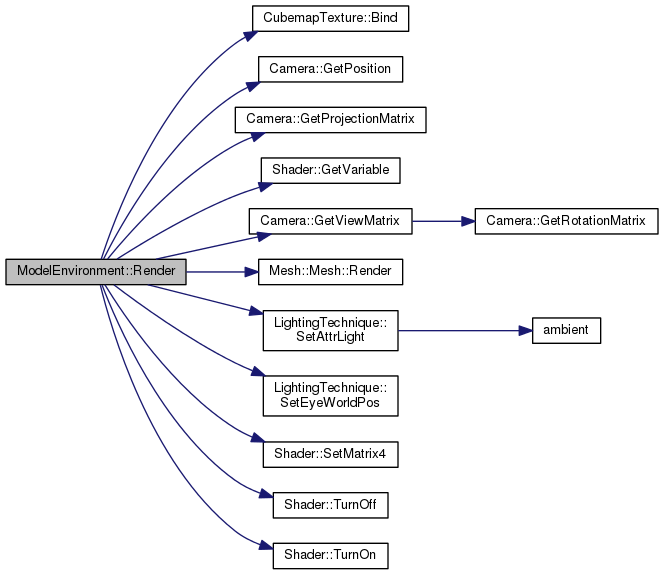 CubemapTexture::Bind
Camera::GetPosition
Camera::GetProjectionMatrix
Shader::GetVariable
Camera::GetViewMatrix
Camera::GetRotationMatrix
ModelEnvironment::Render
Mesh::Mesh::Render
LightingTechnique::
SetAttrLight
ambient
LightingTechnique::
SetEyeWorldPos
Shader::SetMatrix4
Shader::TurnOff
Shader::TurnOn